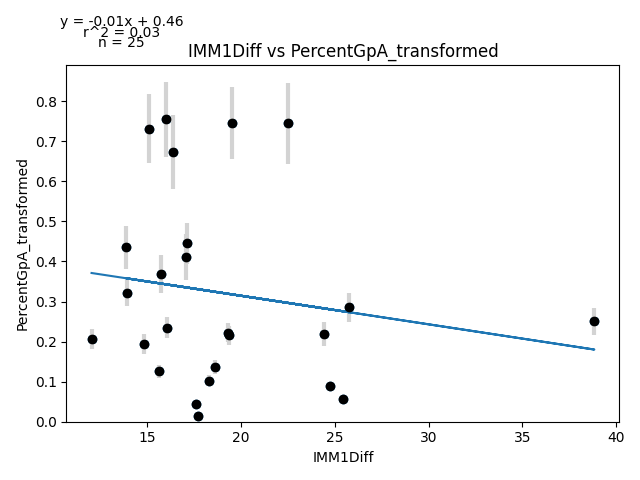 y = -0.01x + 0.46
r^2 = 0.03
n = 25
IMM1Diff vs PercentGpA_transformed
PercentGpA_transformed
0.8
0.7
0.6
0.5
0.4
0.3
0.2
0.1
0.0
15
20
25
30
35
40
IMM1Diff